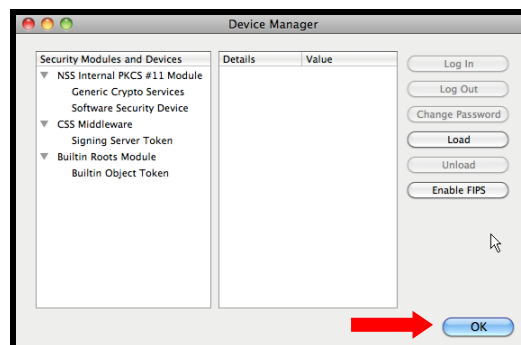 Device Manager
Security Modules and Devices
NSS Internal PKCS #11 Module
Generic Crypto Services
Software Security Device
CSS Middleware
Signing Server Token
Builtin Roots Module
Builtin Object Token
Details Value
Log In
Log Out
Change Password
Load
Unload
Enable FIPS
OK